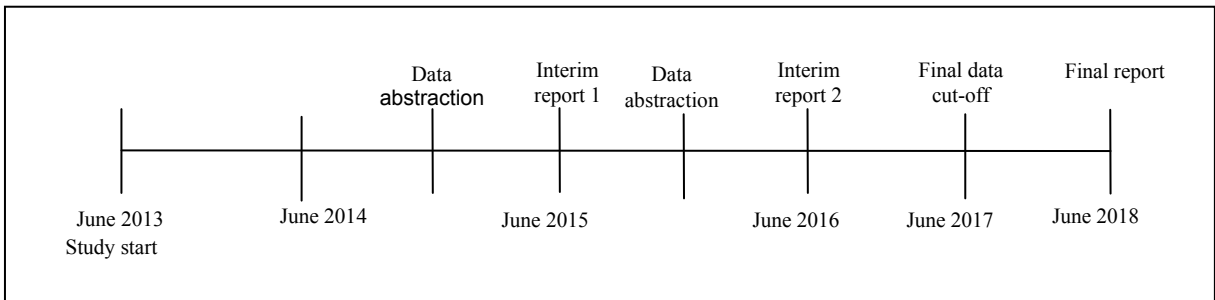 Data
abstraction
Interim
report 1
Data
abstraction
Interim
report 2
Final data
cut-off
Final report
June 2013
Study start
June 2014
June 2015
June 2016
June 2017
June 2018